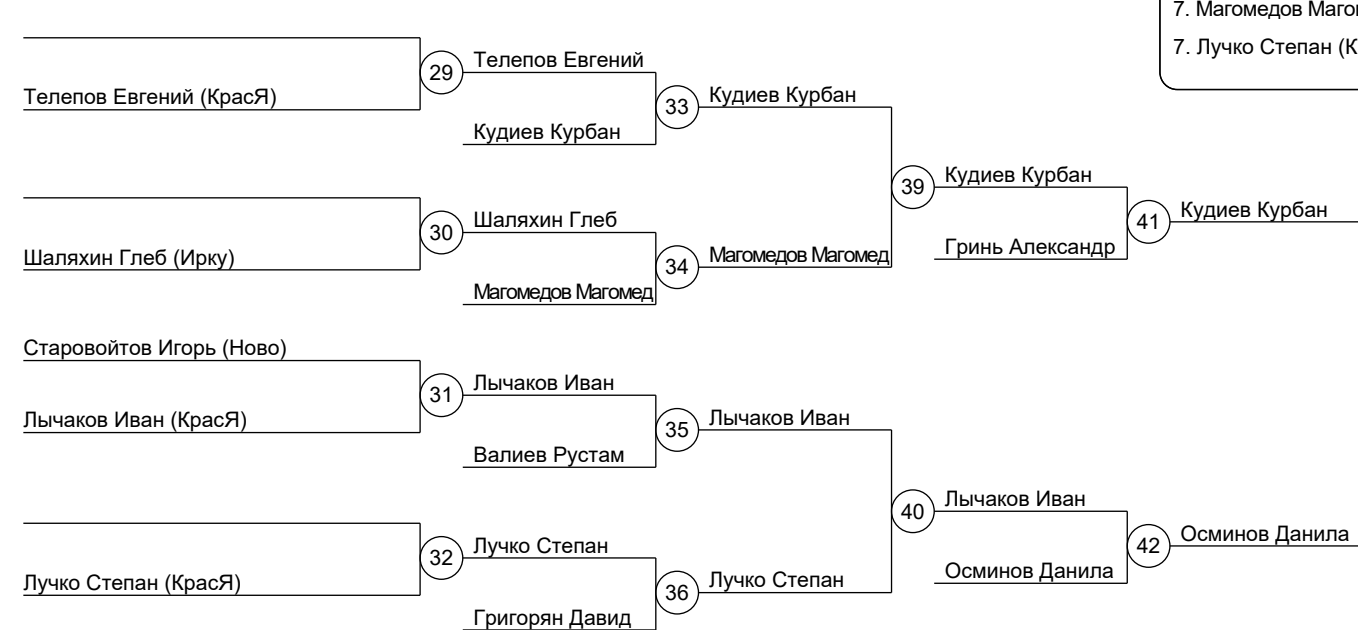 7. Магомедов
7. Лучко Степан
29
Телепов Евгений
Телепов Евгений (КрасЯ)
33
Кудиев Курбан
Кудиев Курбан
39
Кудиев Курбан
41
Кудиев Курбан
30
Шаляхин Глеб
Гринь Александр
Шаляхин Глеб (Ирку)
34
Магомедов Магомед
Магомедов Магомед
Старовойтов Игорь (Ново)
31
Лычаков Иван
Лычаков Иван (КрасЯ)
35
Лычаков Иван
Валиев Рустам
40
Лычаков Иван
42
Осминов Данила
32
Лучко Степан
Осминов Данила
Лучко Степан (КрасЯ)
36
Лучко Степан
Григорян Давид